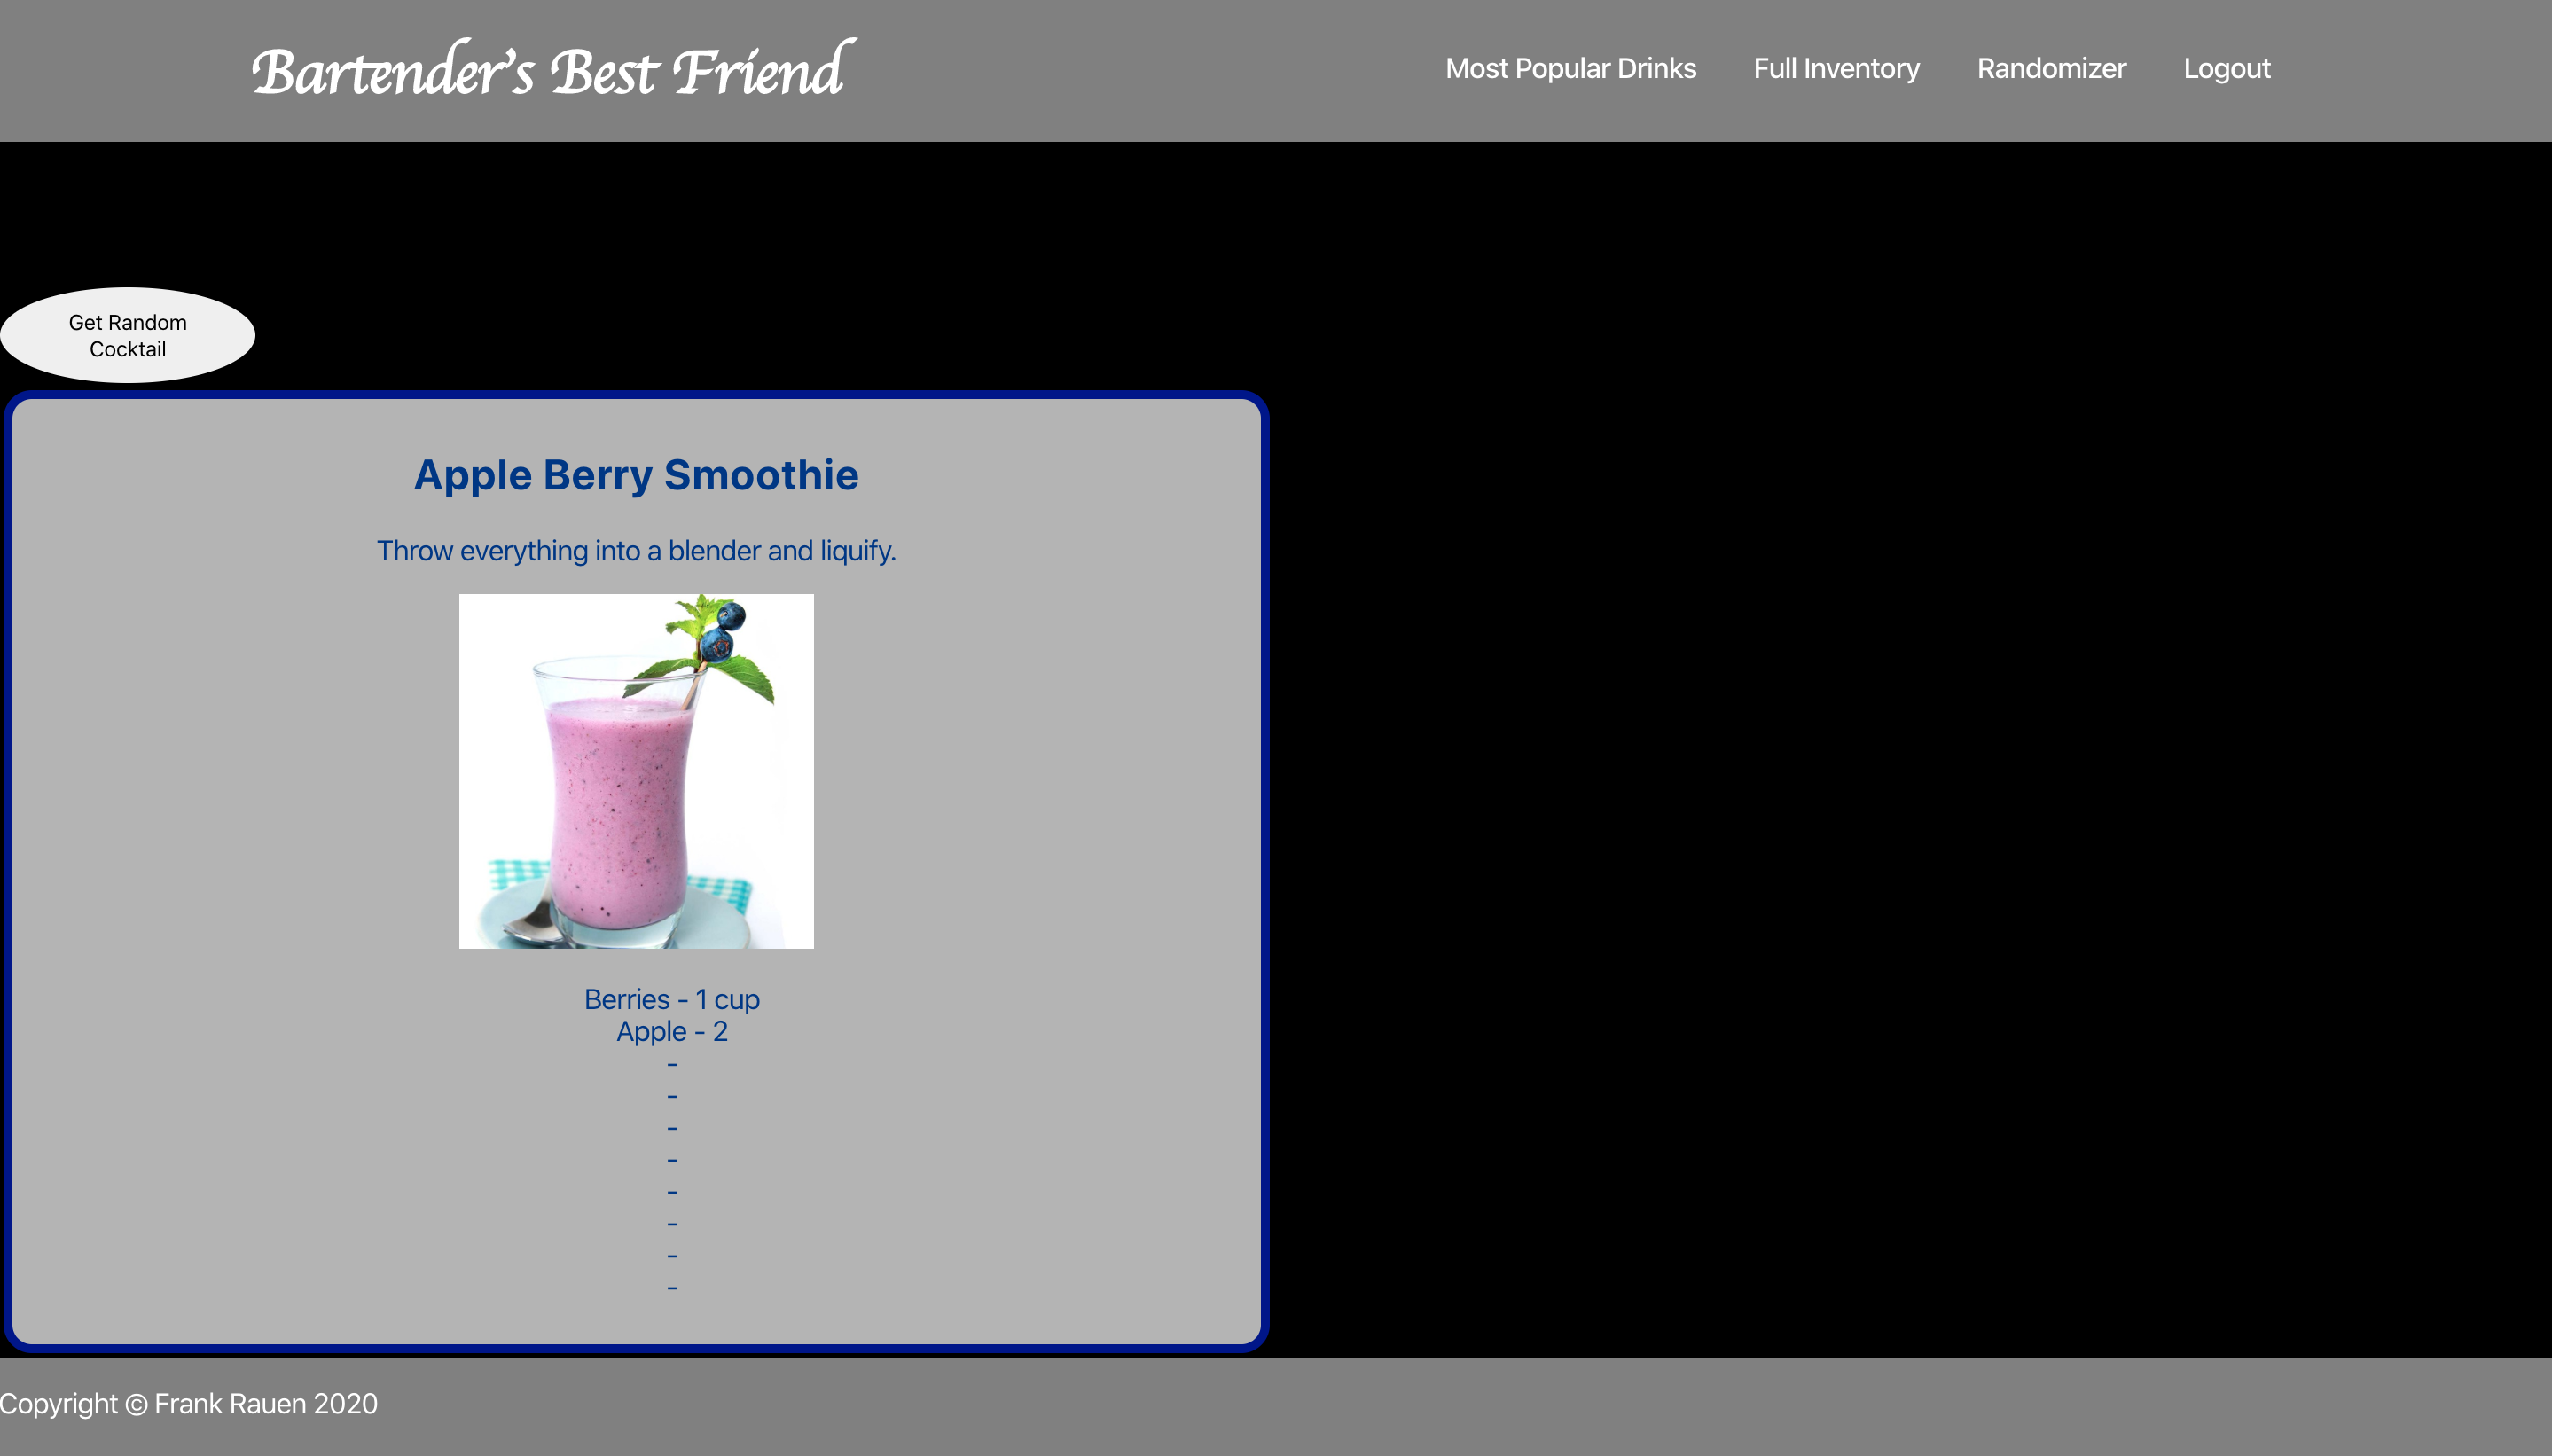 Bartender's Best Friend
Most Popular Drinks Full Inventory Randomizer Logout
Get Random
Cocktail
Apple Berry Smoothie
Throw everything into a blender and liquify.
Berries - 1 cup
Apple - 2
-
-
-
-
-
-
-
-
Copyright © Frank Rauen 2020